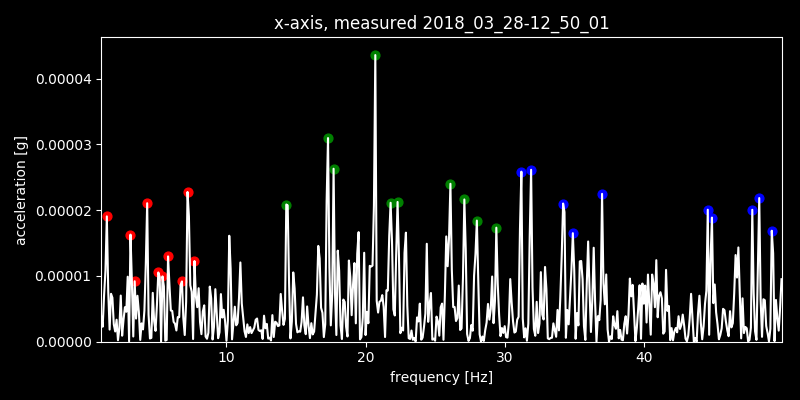 x-axis, measured 2018_03_28-12_50_01
0.00004
0.00003
0.00002
0.00001
0.00000
acceleration [g]
10 20 30 40
frequency [Hz]